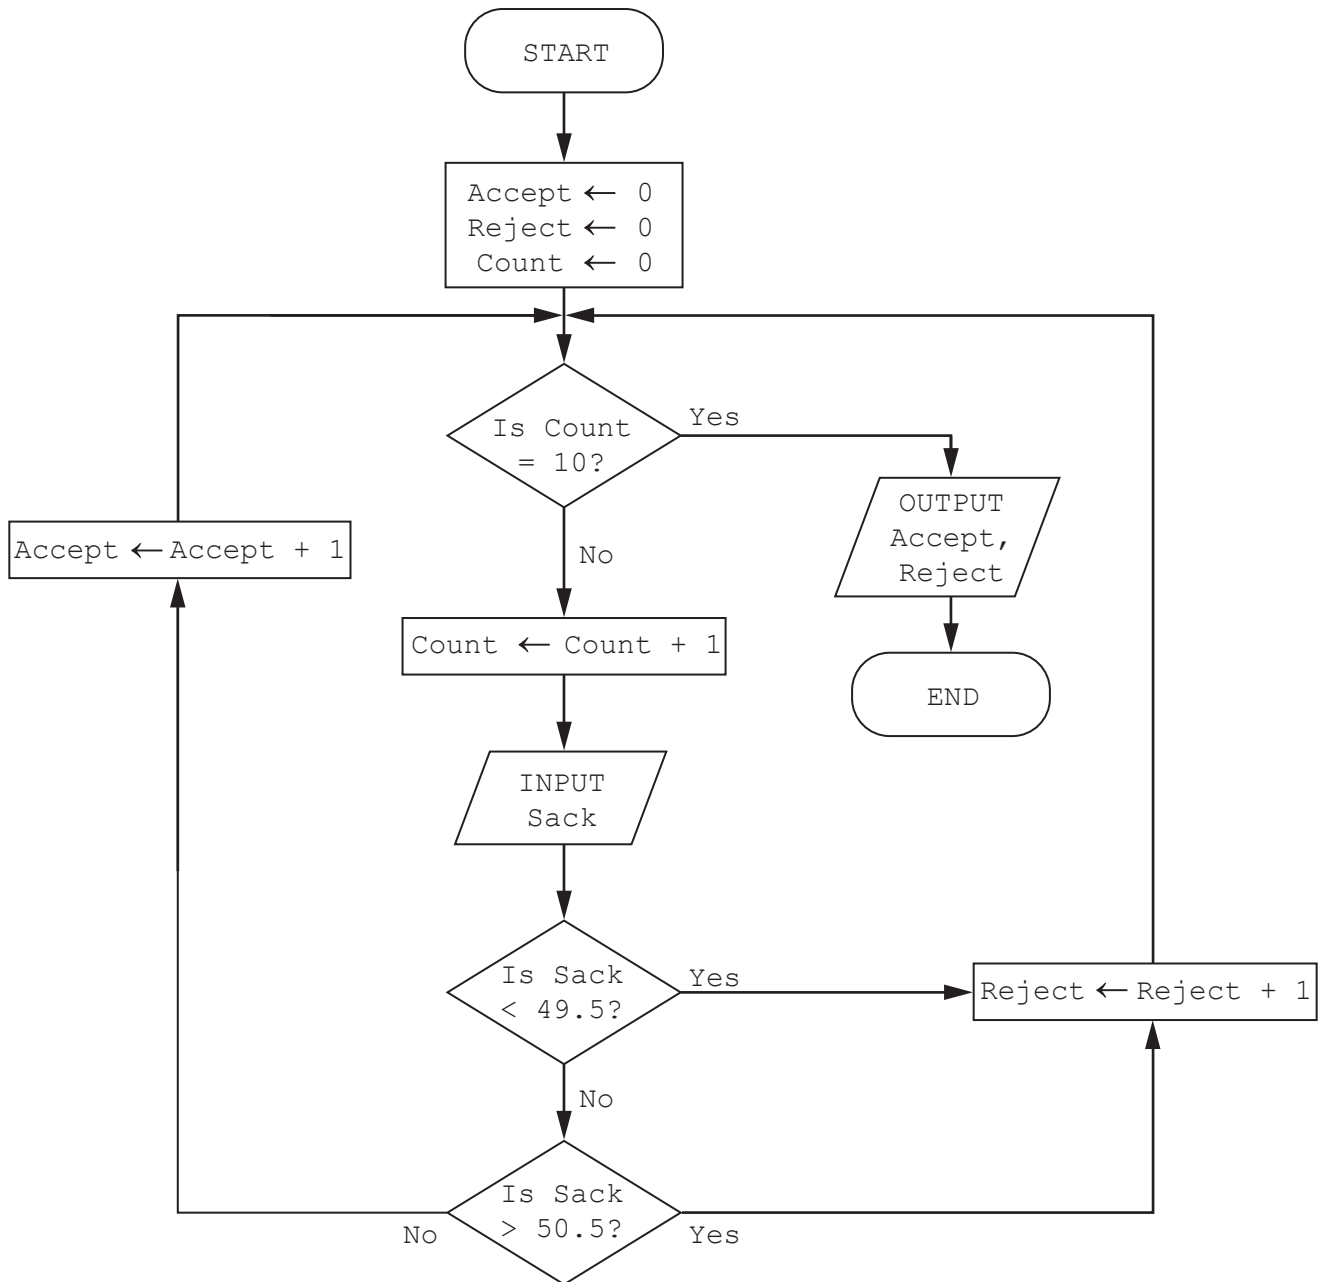 START
Accept ← 0
Reject ← 0
Count ← 0
Is Count
= 10?
Yes
No
OUTPUT
Accept,
Reject
END
Accept ← Accept + 1
Count ← Count + 1
INPUT
Sack
Is Sack
< 49.5?
Yes
No
Reject ← Reject + 1
Is Sack
> 50.5?
No
Yes